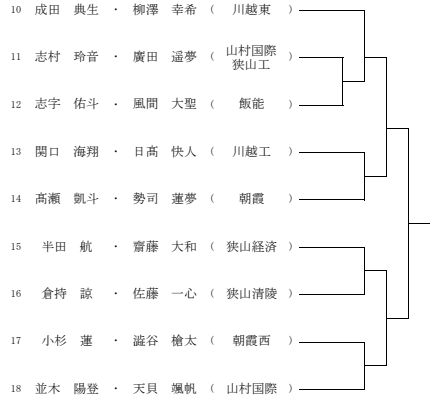 10 成田 典生 ・ 柳澤 幸希 ( 川越東 )
11 志村 玲音 ・ 廣田 遥夢 ( 山村国際 狭山工 )
12 志字 佑斗 ・ 風間 大聖 ( 飯能 )
13 関口 海翔 ・ 日髙 快人 ( 川越工 )
14 髙瀬 凱斗 ・ 勢司 蓮夢 ( 朝霞 )
15 半田 航 ・ 齋藤 大和 ( 狭山経済 )
16 倉持 諒 ・ 佐藤 一心 ( 狭山清陵 )
17 小杉 蓮 ・ 澁谷 槍太 ( 朝霞西 )
18 並木 陽登 ・ 天貝 颯帆 ( 山村国際 )